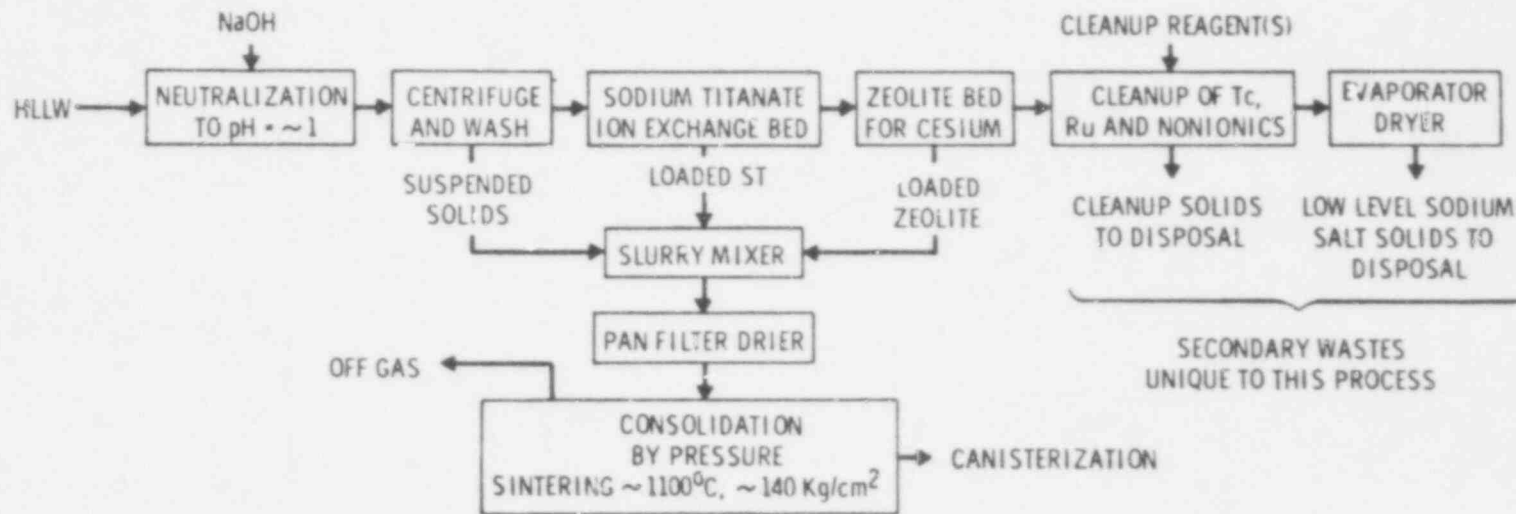 NaOH
CLEANUP REAGENT(S)
HLLW
NEUTRALIZATION
TO pH = ~1
CENTRIFUGE
AND WASH
SODIUM TITANATE
ION EXCHANGE BED
ZEOLITE BED
FOR CESIUM
CLEANUP OF Tc,
Ru AND NONIONICS
EVAPORATOR
DRYER
SUSPENDED
SOLIDS
LOADED ST
LOADED
ZEOLITE
CLEANUP SOLIDS
TO DISPOSAL
LOW LEVEL SODIUM
SALT SOLIDS TO
DISPOSAL
SLURRY MIXER
PAN FILTER DRIER
SECONDARY WASTES
UNIQUE TO THIS PROCESS
OFF GAS
CONSOLIDATION
BY PRESSURE
SINTERING ~1100°C, ~140 Kg/cm²
CANISTERIZATION